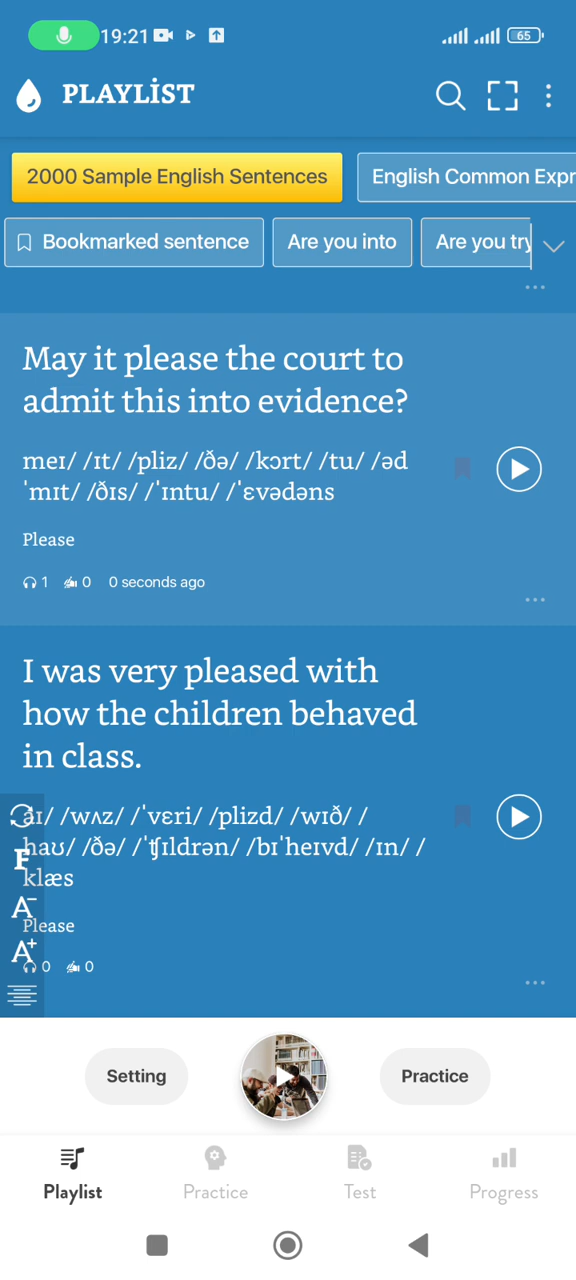 19:21
65
PLAYLİST
2000 Sample English Sentences
English Common Expr
Bookmarked sentence
Are you into
Are you try
May it please the court to
admit this into evidence?
meɪ/ /ɪt/ /pliz/ /ðə/ /kɔrt/ /tu/ /əd
ˈmɪt/ /ðɪs/ /ˈɪntu/ /ˈɛvədəns
Please
1
0
0 seconds ago
I was very pleased with
how the children behaved
in class.
aɪ/ /wʌz/ /ˈvɛri/ /plizd/ /wɪð/ /
haʊ/ /ðə/ /ˈʧɪldrən/ /bɪˈheɪvd/ /ɪn/ /
klæs
F
A-
Please
A+
0
0
Setting
Practice
Playlist
Practice
Test
Progress